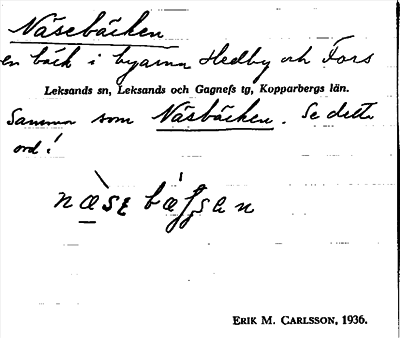 Näsebäcken
en bäck i byarna Hedby och Fors
Leksands sn, Leksands och Gagnefs tg, Kopparbergs län.
Samma som Näsbäcken. Se detta
ord!
ERIK M. CARLSSON, 1936.